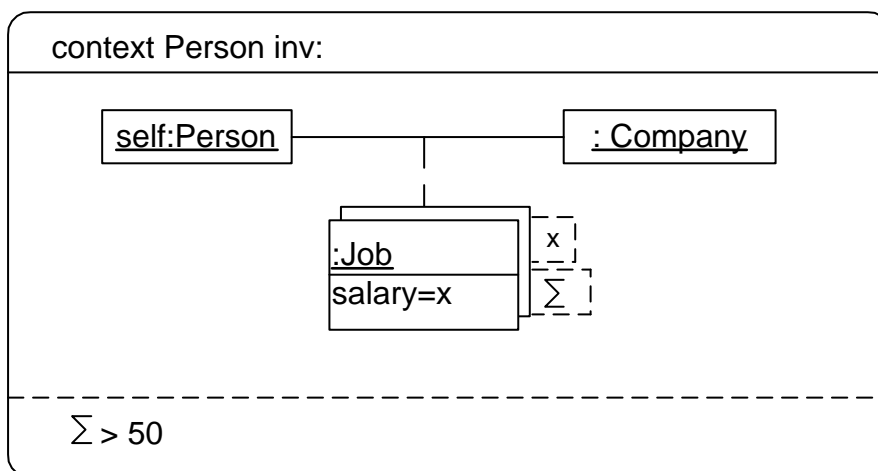 context Person inv:
self:Person
: Company
:Job
x
salary=x
∑
∑ > 50